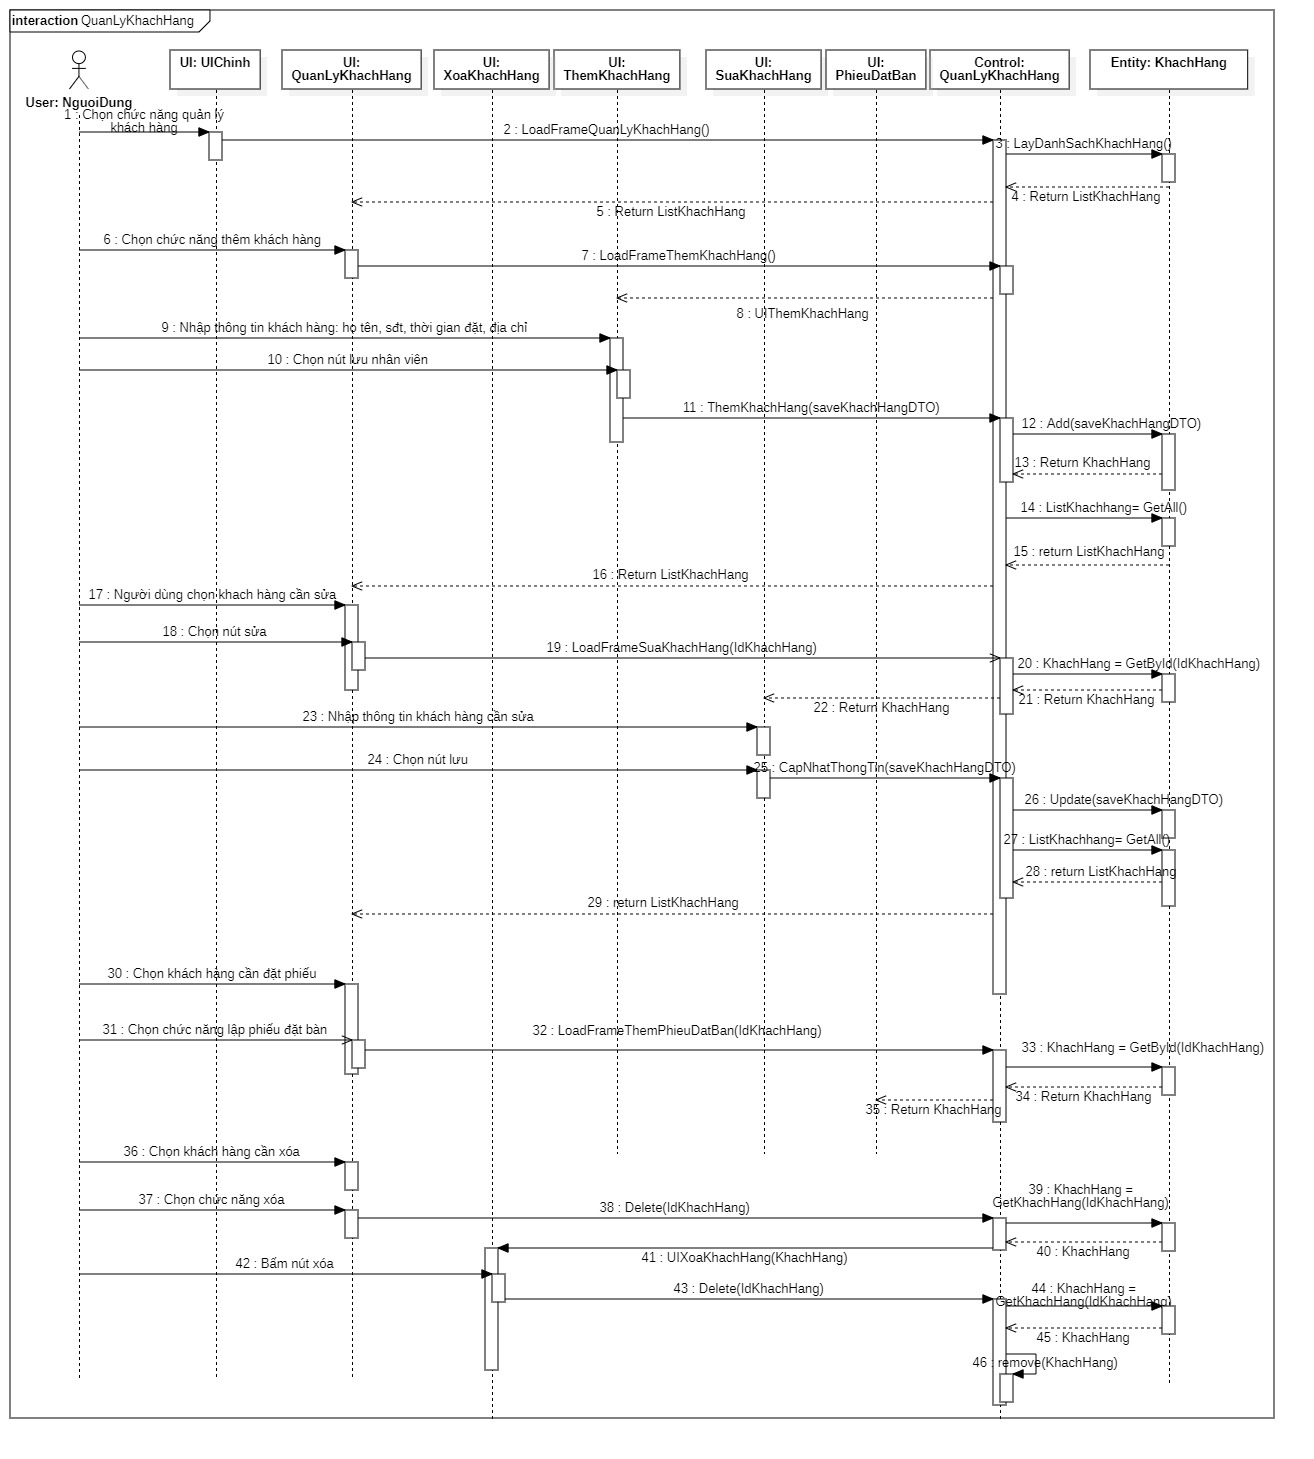 interaction QuanLyKhachHang
User: NguoiDung
UI: UIChinh
UI:
QuanLyKhachHang
UI:
XoaKhachHang
UI:
ThemKhachHang
UI:
SuaKhachHang
UI:
PhieuDatBan
Control:
QuanLyKhachHang
Entity: KhachHang
1 : Chọn chức năng quản lý
khách hàng
2 : LoadFrameQuanLyKhachHang()
3 : LayDanhSachKhachHang()
4 : Return ListKhachHang
5 : Return ListKhachHang
6 : Chọn chức năng thêm khách hàng
7 : LoadFrameThemKhachHang()
8 : UIThemKhachHang
9 : Nhập thông tin khách hàng: họ tên, sđt, thời gian đặt, địa chỉ
10 : Chọn nút lưu nhân viên
11 : ThemKhachHang(saveKhachHangDTO)
12 : Add(saveKhachHangDTO)
13 : Return KhachHang
14 : ListKhachhang= GetAll()
15 : return ListKhachHang
16 : Return ListKhachHang
17 : Người dùng chọn khach hàng cần sửa
18 : Chọn nút sửa
19 : LoadFrameSuaKhachHang(IdKhachHang)
20 : KhachHang = GetById(IdKhachHang)
21 : Return KhachHang
22 : Return KhachHang
23 : Nhập thông tin khách hàng cần sửa
24 : Chọn nút lưu
25 : CapNhatThongTin(saveKhachHangDTO)
26 : Update(saveKhachHangDTO)
27 : ListKhachhang= GetAll()
28 : return ListKhachHang
29 : return ListKhachHang
30 : Chọn khách hàng cần đặt phiếu
31 : Chọn chức năng lập phiếu đặt bàn
32 : LoadFrameThemPhieuDatBan(IdKhachHang)
33 : KhachHang = GetById(IdKhachHang)
34 : Return KhachHang
35 : Return KhachHang
36 : Chọn khách hàng cần xóa
37 : Chọn chức năng xóa
38 : Delete(IdKhachHang)
39 : KhachHang =
GetKhachHang(IdKhachHang)
40 : KhachHang
41 : UIXoaKhachHang(KhachHang)
42 : Bấm nút xóa
43 : Delete(IdKhachHang)
44 : KhachHang =
GetKhachHang(IdKhachHang)
45 : KhachHang
46 : remove(KhachHang)